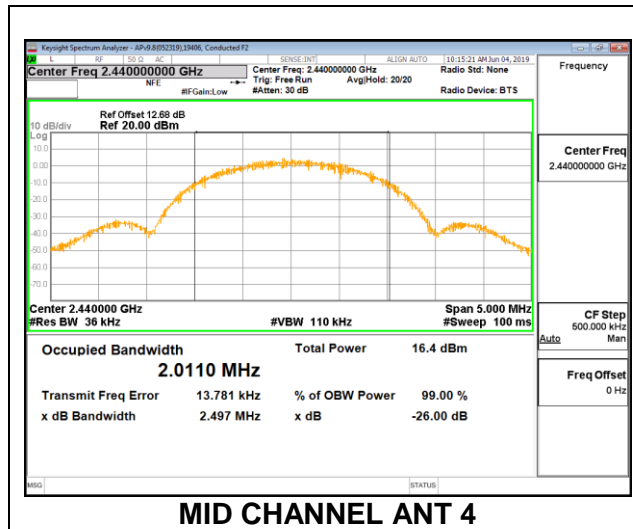 Keysight Spectrum Analyzer - APv9.8(052319),19406, Conducted F2
L RF 50 Ω AC SENSE:INT ALIGN AUTO 10:15:21 AM Jun 04, 2019
Center Freq 2.440000000 GHz Center Freq: 2.440000000 GHz Radio Std: None
NFE Trig: Free Run Avg|Hold: 20/20
#IFGain:Low #Atten: 30 dB Radio Device: BTS
Frequency
Ref Offset 12.68 dB
10 dB/div Ref 20.00 dBm
Log
10.0
0.00
-10.0
-20.0
-30.0
-40.0
-50.0
-60.0
-70.0
Center 2.440000 GHz Span 5.000 MHz
#Res BW 36 kHz #VBW 110 kHz #Sweep 100 ms
Center Freq
2.440000000 GHz
CF Step
500.000 kHz
Auto Man
Freq Offset
0 Hz
Occupied Bandwidth Total Power 16.4 dBm
2.0110 MHz
Transmit Freq Error 13.781 kHz % of OBW Power 99.00 %
x dB Bandwidth 2.497 MHz x dB -26.00 dB
MSG STATUS
MID CHANNEL ANT 4